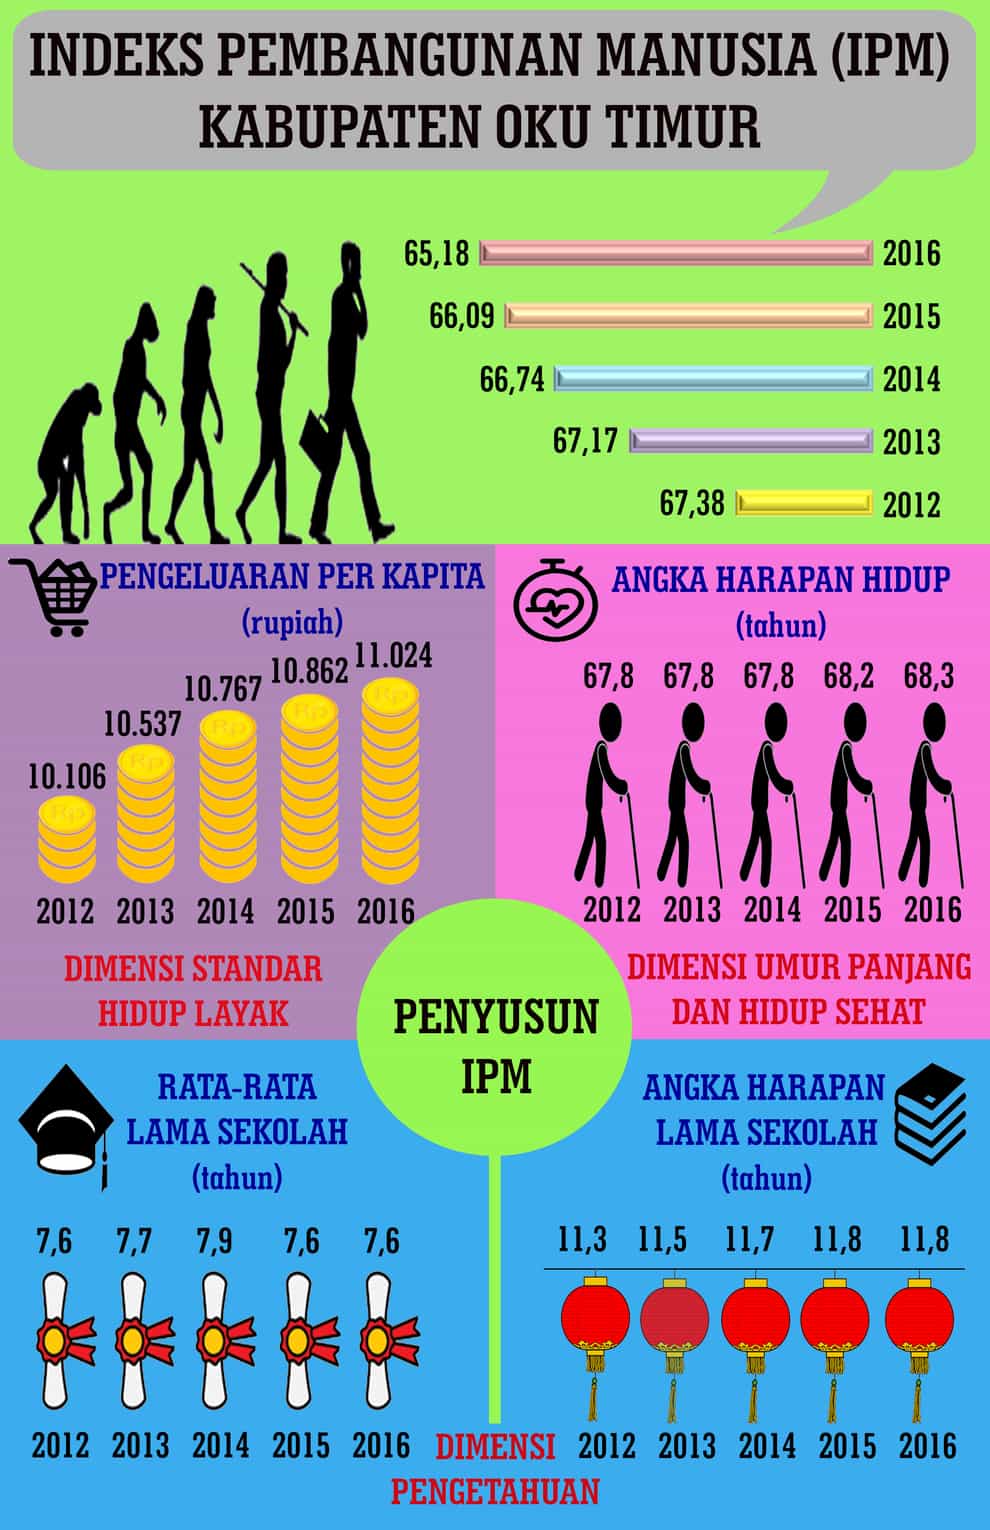 INDEKS PEMBANGUNAN MANUSIA (IPM)
KABUPATEN OKU TIMUR
65,18 2016
66,09 2015
66,74 2014
67,17 2013
67,38 2012
PENGELUARAN PER KAPITA
(rupiah)
10.106 10.537 10.767 10.862 11.024
Rp Rp Rp Rp Rp
2012 2013 2014 2015 2016
DIMENSI STANDAR
HIDUP LAYAK
ANGKA HARAPAN HIDUP
(tahun)
67,8 67,8 67,8 68,2 68,3
2012 2013 2014 2015 2016
DIMENSI UMUR PANJANG
DAN HIDUP SEHAT
PENYUSUN
IPM
RATA-RATA
LAMA SEKOLAH
(tahun)
7,6 7,7 7,9 7,6 7,6
2012 2013 2014 2015 2016
ANGKA HARAPAN
LAMA SEKOLAH
(tahun)
11,3 11,5 11,7 11,8 11,8
2012 2013 2014 2015 2016
DIMENSI
PENGETAHUAN